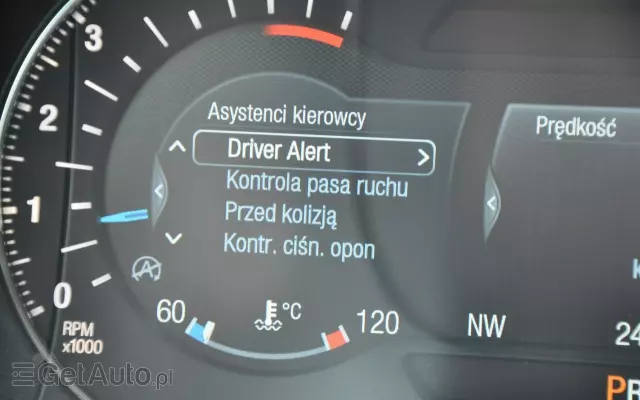 3
2
1
0
RPM
x1000
Asystenci kierowcy
Driver Alert
Kontrola pasa ruchu
Przed kolizją
Kontr. ciśn. opon
60
°C
120
Prędkość
NW
24
GetAuto.pl